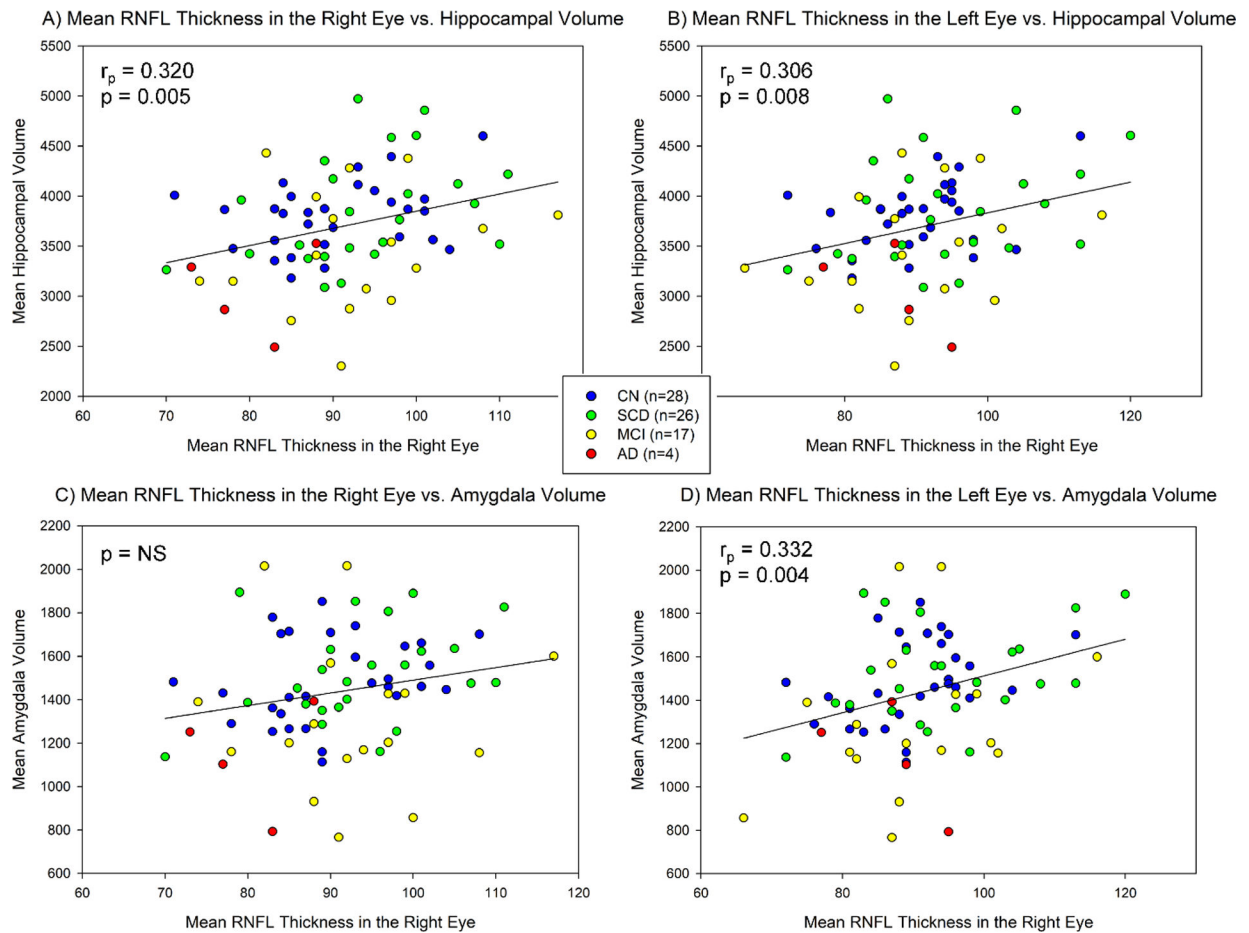 A) Mean RNFL Thickness in the Right Eye vs. Hippocampal Volume
r_p = 0.320
p = 0.005
Mean Hippocampal Volume
5500
5000
4500
4000
3500
3000
2500
2000
60 70 80 90 100 110 120
Mean RNFL Thickness in the Right Eye
B) Mean RNFL Thickness in the Left Eye vs. Hippocampal Volume
r_p = 0.306
p = 0.008
Mean Hippocampal Volume
5500
5000
4500
4000
3500
3000
2500
2000
80 100 120
Mean RNFL Thickness in the Right Eye
CN (n=28)
SCD (n=26)
MCI (n=17)
AD (n=4)
C) Mean RNFL Thickness in the Right Eye vs. Amygdala Volume
p = NS
Mean Amygdala Volume
2200
2000
1800
1600
1400
1200
1000
800
600
60 70 80 90 100 110 120
Mean RNFL Thickness in the Right Eye
D) Mean RNFL Thickness in the Left Eye vs. Amygdala Volume
r_p = 0.332
p = 0.004
Mean Amygdala Volume
2200
2000
1800
1600
1400
1200
1000
800
600
60 80 100 120
Mean RNFL Thickness in the Right Eye